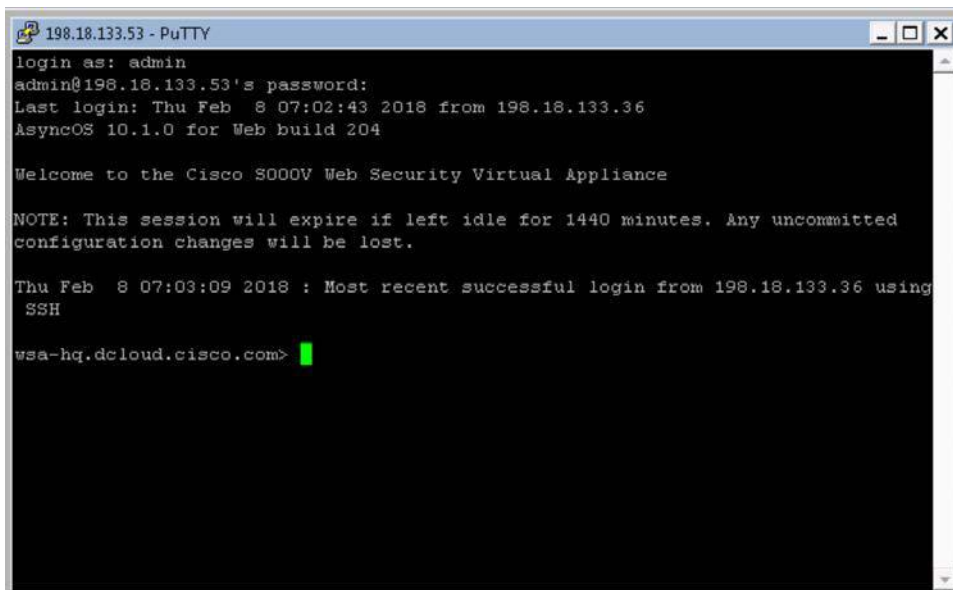 198.18.133.53 - PuTTY
login as: admin
admin@198.18.133.53's password:
Last login: Thu Feb  8 07:02:43 2018 from 198.18.133.36
AsyncOS 10.1.0 for Web build 204
Welcome to the Cisco S000V Web Security Virtual Appliance
NOTE: This session will expire if left idle for 1440 minutes. Any uncommitted
configuration changes will be lost.
Thu Feb  8 07:03:09 2018 : Most recent successful login from 198.18.133.36 using
SSH
wsa-hq.dcloud.cisco.com>